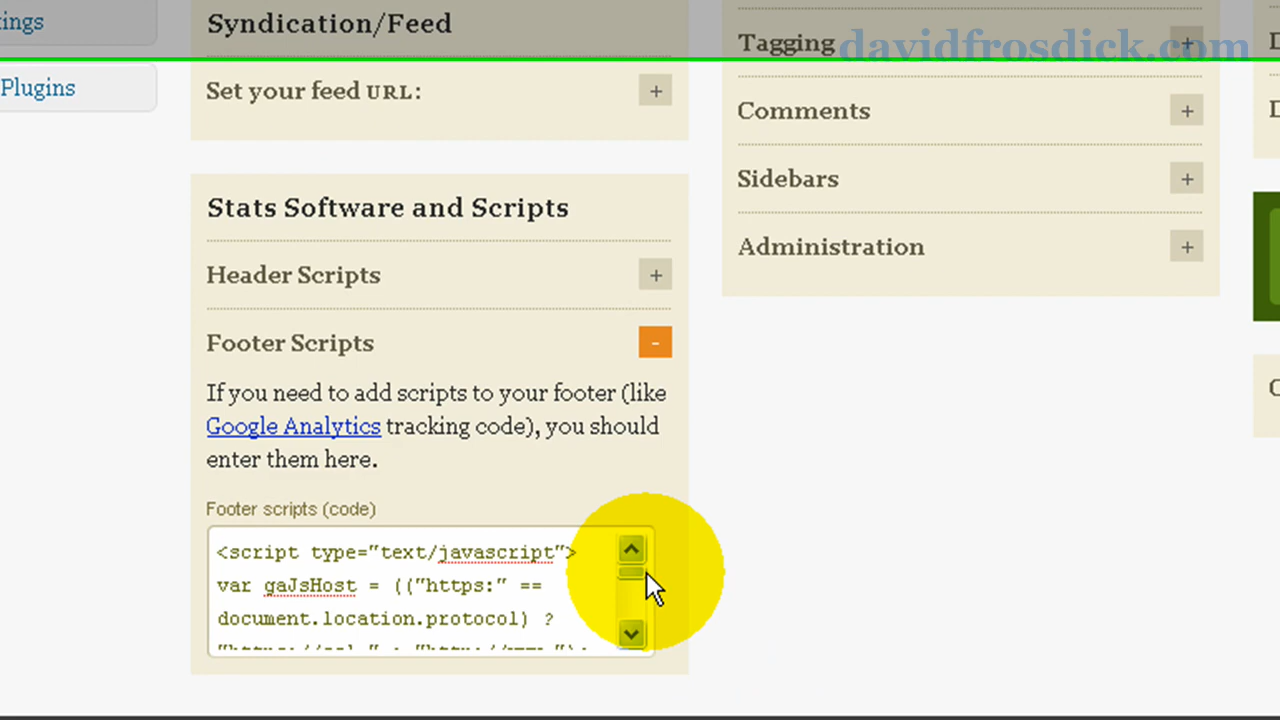 tings
Plugins
Syndication/Feed
Set your feed URL:
+
Stats Software and Scripts
Header Scripts
+
Footer Scripts
-
If you need to add scripts to your footer (like
Google Analytics tracking code), you should
enter them here.
Footer scripts (code)
<script type="text/javascript">
var gaJsHost = (("https:" ==
document.location.protocol) ?
davidfrosdick.com
Tagging
+
Comments
+
Sidebars
+
Administration
+